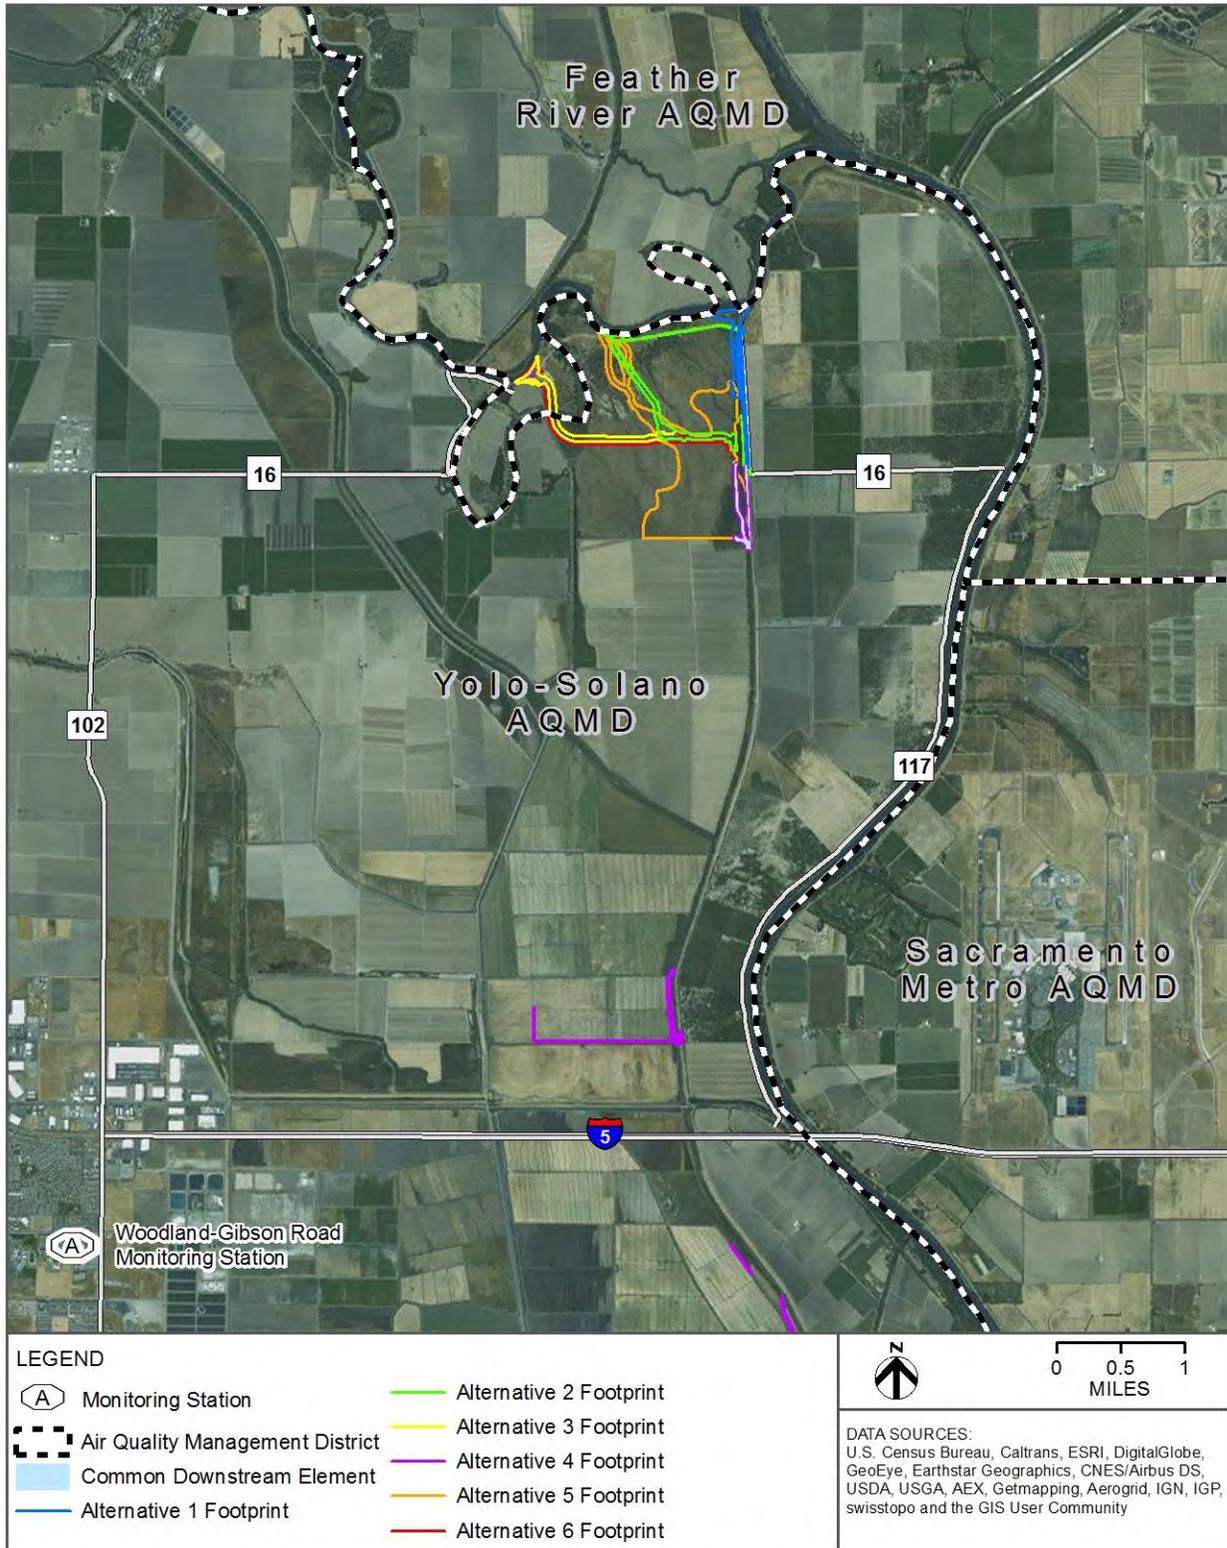 Feather
River AQMD
16
16
Yolo-Solano
AQMD
102
117
Sacramento
Metro AQMD
5
A
Woodland-Gibson Road
Monitoring Station
LEGEND
A Monitoring Station
Air Quality Management District
Common Downstream Element
Alternative 1 Footprint
Alternative 2 Footprint
Alternative 3 Footprint
Alternative 4 Footprint
Alternative 5 Footprint
Alternative 6 Footprint
N
0 0.5 1
MILES
DATA SOURCES:
U.S. Census Bureau, Caltrans, ESRI, DigitalGlobe,
GeoEye, Earthstar Geographics, CNES/Airbus DS,
USDA, USGA, AEX, Getmapping, Aerogrid, IGN, IGP,
swisstopo and the GIS User Community